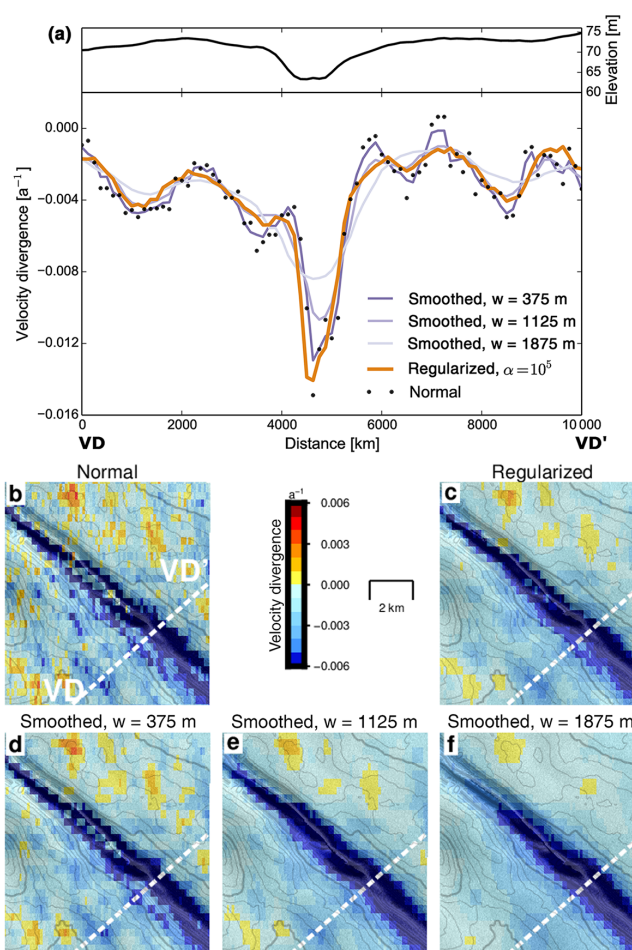 (a)
75
70
65
60
Elevation [m]
0.000
−0.004
−0.008
−0.012
−0.016
Velocity divergence [a⁻¹]
Smoothed, w = 375 m
Smoothed, w = 1125 m
Smoothed, w = 1875 m
Regularized, α=10⁵
Normal
0 2000 4000 6000 8000 10 000
VD Distance [km] VD'
Normal
Regularized
b
VD'
VD
a⁻¹
0.006
0.003
0.000
−0.003
−0.006
Velocity divergence
2 km
c
Smoothed, w = 375 m
Smoothed, w = 1125 m
Smoothed, w = 1875 m
d
e
f